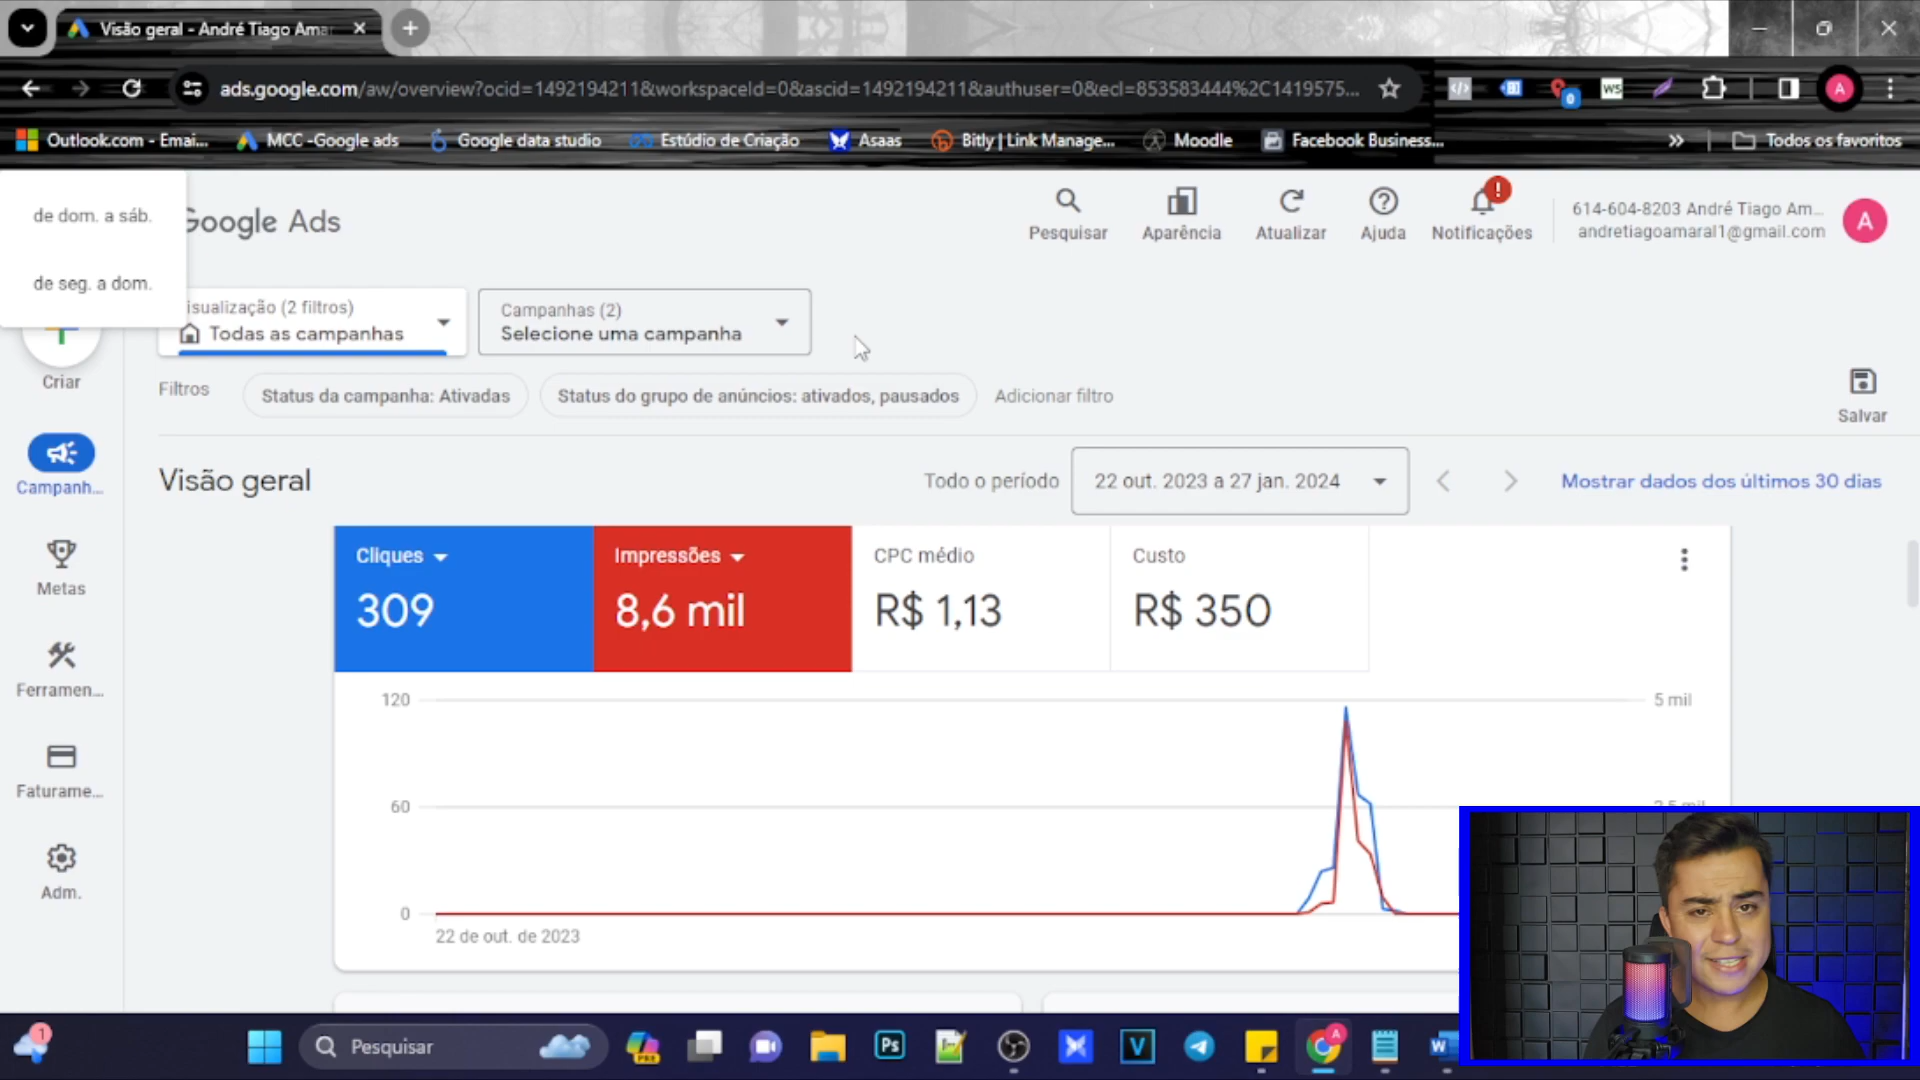 Visão geral - André Tiago Ama
ads.google.com/aw/overview?ocid=1492194211&workspaceId=0&ascid=1492194211&authuser=0&ecl=853583444%2C1419575...
WS
0
A
Outlook.com - Emai...
MCC -Google ads
Google data studio
Estúdio de Criação
Asaas
Bitly | Link Manage...
Moodle
Facebook Business...
Todos os favoritos
de dom. a sáb.
de seg. a dom.
Google Ads
Pesquisar
Aparência
Atualizar
Ajuda
Notificações
614-604-8203 André Tiago Am...
andretiagoamaral1@gmail.com
A
isualização (2 filtros)
Todas as campanhas
Campanhas (2)
Selecione uma campanha
Criar
Filtros
Status da campanha: Ativadas
Status do grupo de anúncios: ativados, pausados
Adicionar filtro
Salvar
Campanh...
Visão geral
Todo o período
22 out. 2023 a 27 jan. 2024
Mostrar dados dos últimos 30 dias
Metas
Ferramen...
Faturame...
Adm.
Cliques
309
Impressões
8,6 mil
CPC médio
R$ 1,13
Custo
R$ 350
120
5 mil
60
0
22 de out. de 2023
1
Pesquisar
PRE
Ps
V
A
W